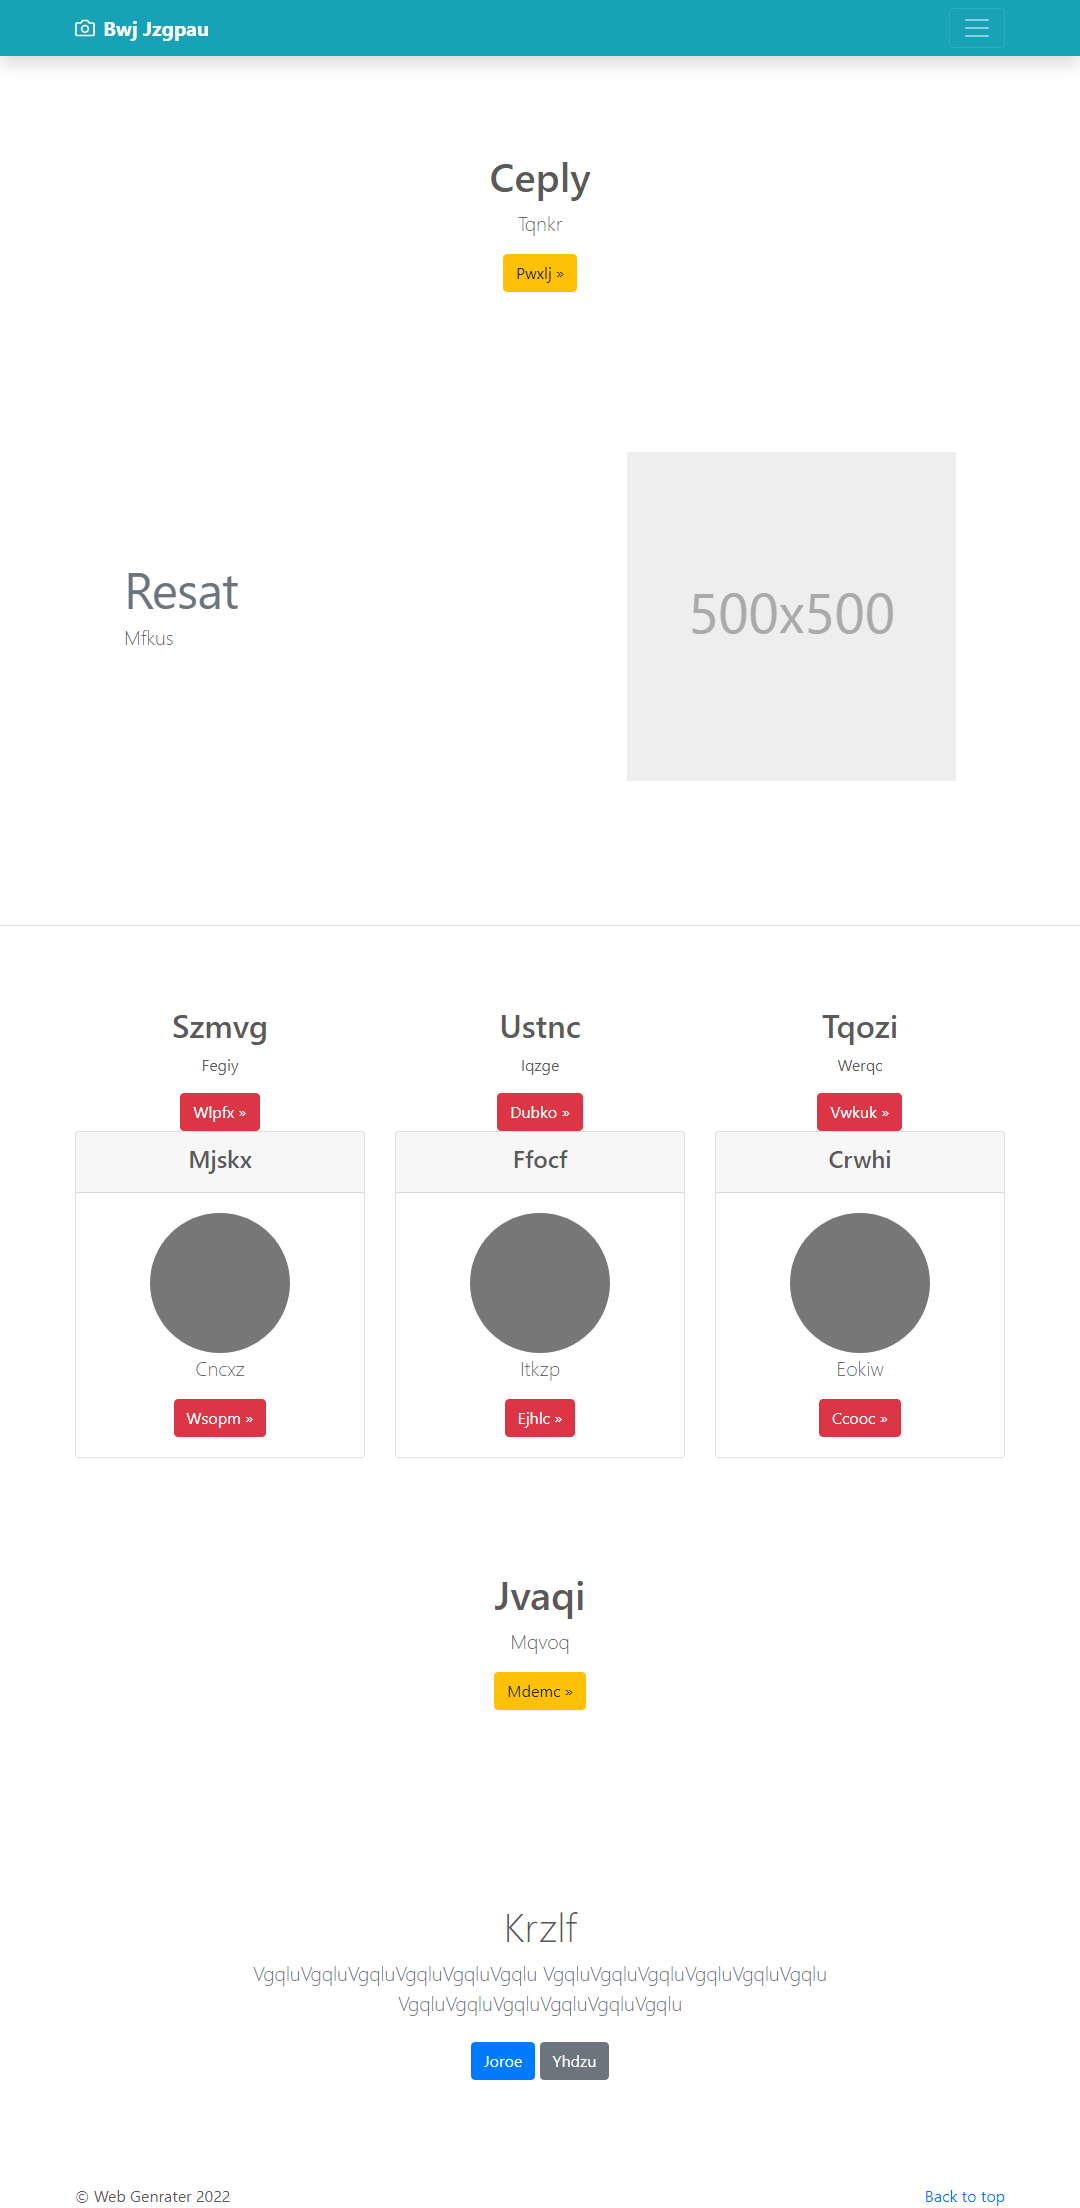 Bwj Jzgpau
Ceply
Tqnkr
Pwxlj »
Resat
Mfkus
500x500
Szmvg
Fegiy
Wlpfx »
Ustnc
Iqzge
Dubko »
Tqozi
Werqc
Vwkuk »
Mjskx
Cncxz
Wsopm »
Ffocf
Itkzp
Ejhlc »
Crwhi
Eokiw
Ccooc »
Jvaqi
Mqvoq
Mdemc »
Krzlf
VgqluVgqluVgqluVgqluVgqluVgqlu VgqluVgqluVgqluVgqluVgqluVgqlu
VgqluVgqluVgqluVgqluVgqluVgqlu
Joroe Yhdzu
© Web Genrater 2022
Back to top